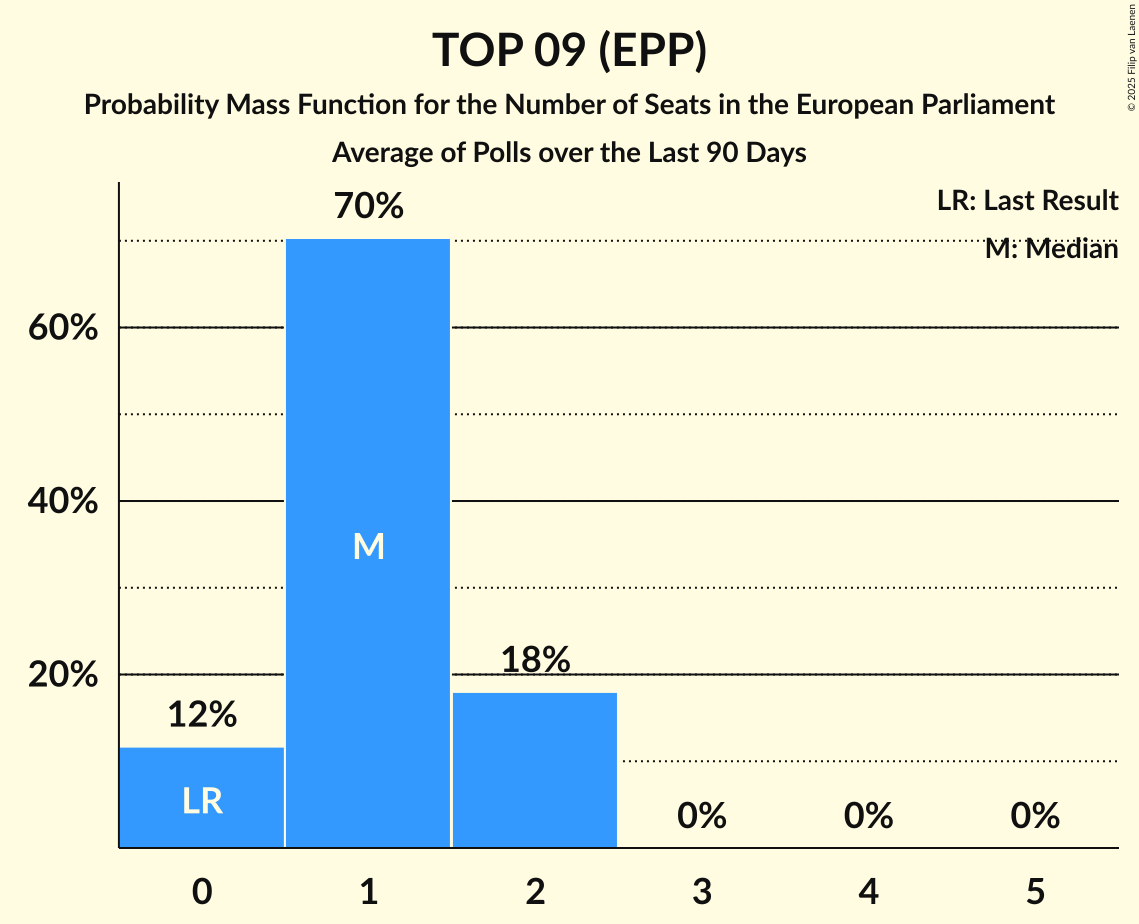 TOP 09 (EPP)
Probability Mass Function for the Number of Seats in the European Parliament
Average of Polls over the Last 90 Days
© 2025 Filip van Laenen
LR: Last Result
M: Median
70%
60%
40%
M
20%
18%
12%
LR
0%
0%
0%
0
1
2
3
4
5